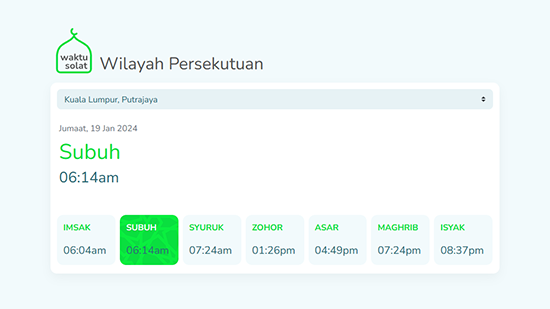 waktu
solat
Wilayah Persekutuan
Kuala Lumpur, Putrajaya
Jumaat, 19 Jan 2024
Subuh
06:14am
IMSAK SUBUH SYURUK ZOHOR ASAR MAGHRIB ISYAK
06:04am 06:14am 07:24am 01:26pm 04:49pm 07:24pm 08:37pm